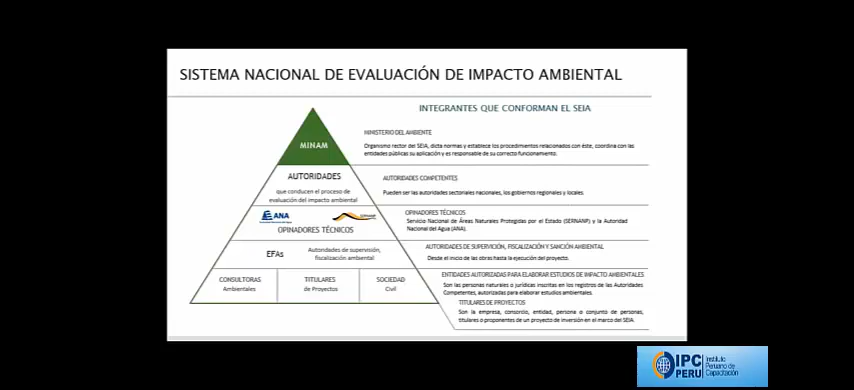 SISTEMA NACIONAL DE EVALUACIÓN DE IMPACTO AMBIENTAL
INTEGRANTES QUE CONFORMAN EL SEIA
MINAM
MINISTERIO DEL AMBIENTE
Organismo rector del SEIA, dicta normas y establece los procedimientos relacionados con éste, coordina con las
entidades públicas su aplicación y es responsable de su correcto funcionamiento.
AUTORIDADES
que conducen el proceso de
evaluación del impacto ambiental
AUTORIDADES COMPETENTES
Pueden ser las autoridades sectoriales nacionales, los gobiernos regionales y locales.
ANA
SERNANP
OPINADORES TÉCNICOS
OPINADORES TÉCNICOS
Servicio Nacional de Áreas Naturales Protegidas por el Estado (SERNANP) y la Autoridad
Nacional del Agua (ANA).
EFAs
Autoridades de supervisión,
fiscalización ambiental
AUTORIDADES DE SUPERVISIÓN, FISCALIZACIÓN Y SANCIÓN AMBIENTAL
Desde el inicio de las obras hasta la ejecución del proyecto.
CONSULTORAS
Ambientales
TITULARES
de Proyectos
SOCIEDAD
Civil
ENTIDADES AUTORIZADAS PARA ELABORAR ESTUDIOS DE IMPACTO AMBIENTALES
Son las personas naturales o jurídicas inscritas en los registros de las Autoridades
Competentes, autorizadas para elaborar estudios ambientales.
TITULARES DE PROYECTOS
Son la empresa, consorcio, entidad, persona o conjunto de personas,
titulares o proponentes de un proyecto de inversión en el marco del SEIA.
IPC
PERU
Instituto
Peruano de
Capacitación